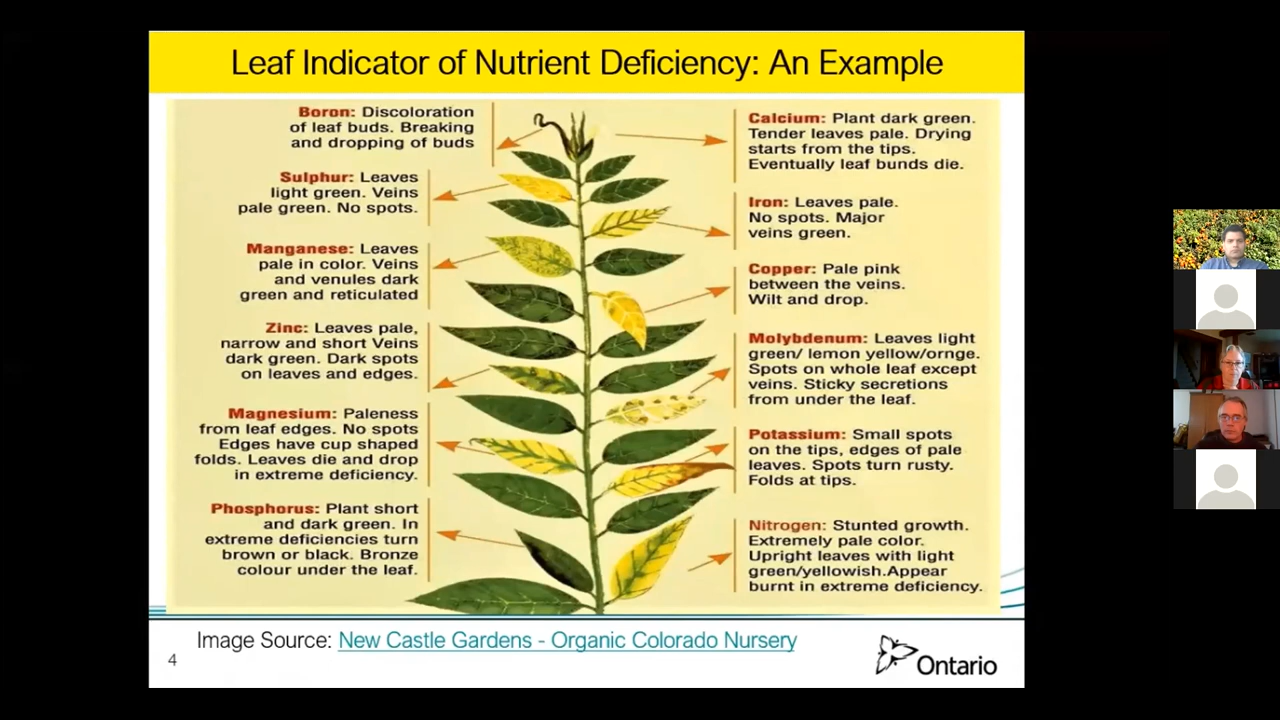 Leaf Indicator of Nutrient Deficiency: An Example
Boron: Discoloration
of leaf buds. Breaking
and dropping of buds
Sulphur: Leaves
light green. Veins
pale green. No spots.
Manganese: Leaves
pale in color. Veins
and venules dark
green and reticulated
Zinc: Leaves pale,
narrow and short Veins
dark green. Dark spots
on leaves and edges.
Magnesium: Paleness
from leaf edges. No spots
Edges have cup shaped
folds. Leaves die and drop
in extreme deficiency.
Phosphorus: Plant short
and dark green. In
extreme deficiencies turn
brown or black. Bronze
colour under the leaf.
Calcium: Plant dark green.
Tender leaves pale. Drying
starts from the tips.
Eventually leaf bunds die.
Iron: Leaves pale.
No spots. Major
veins green.
Copper: Pale pink
between the veins.
Wilt and drop.
Molybdenum: Leaves light
green/ lemon yellow/ornge.
Spots on whole leaf except
veins. Sticky secretions
from under the leaf.
Potassium: Small spots
on the tips, edges of pale
leaves. Spots turn rusty.
Folds at tips.
Nitrogen: Stunted growth.
Extremely pale color.
Upright leaves with light
green/yellowish.Appear
burnt in extreme deficiency.
Image Source: New Castle Gardens - Organic Colorado Nursery
4
Ontario